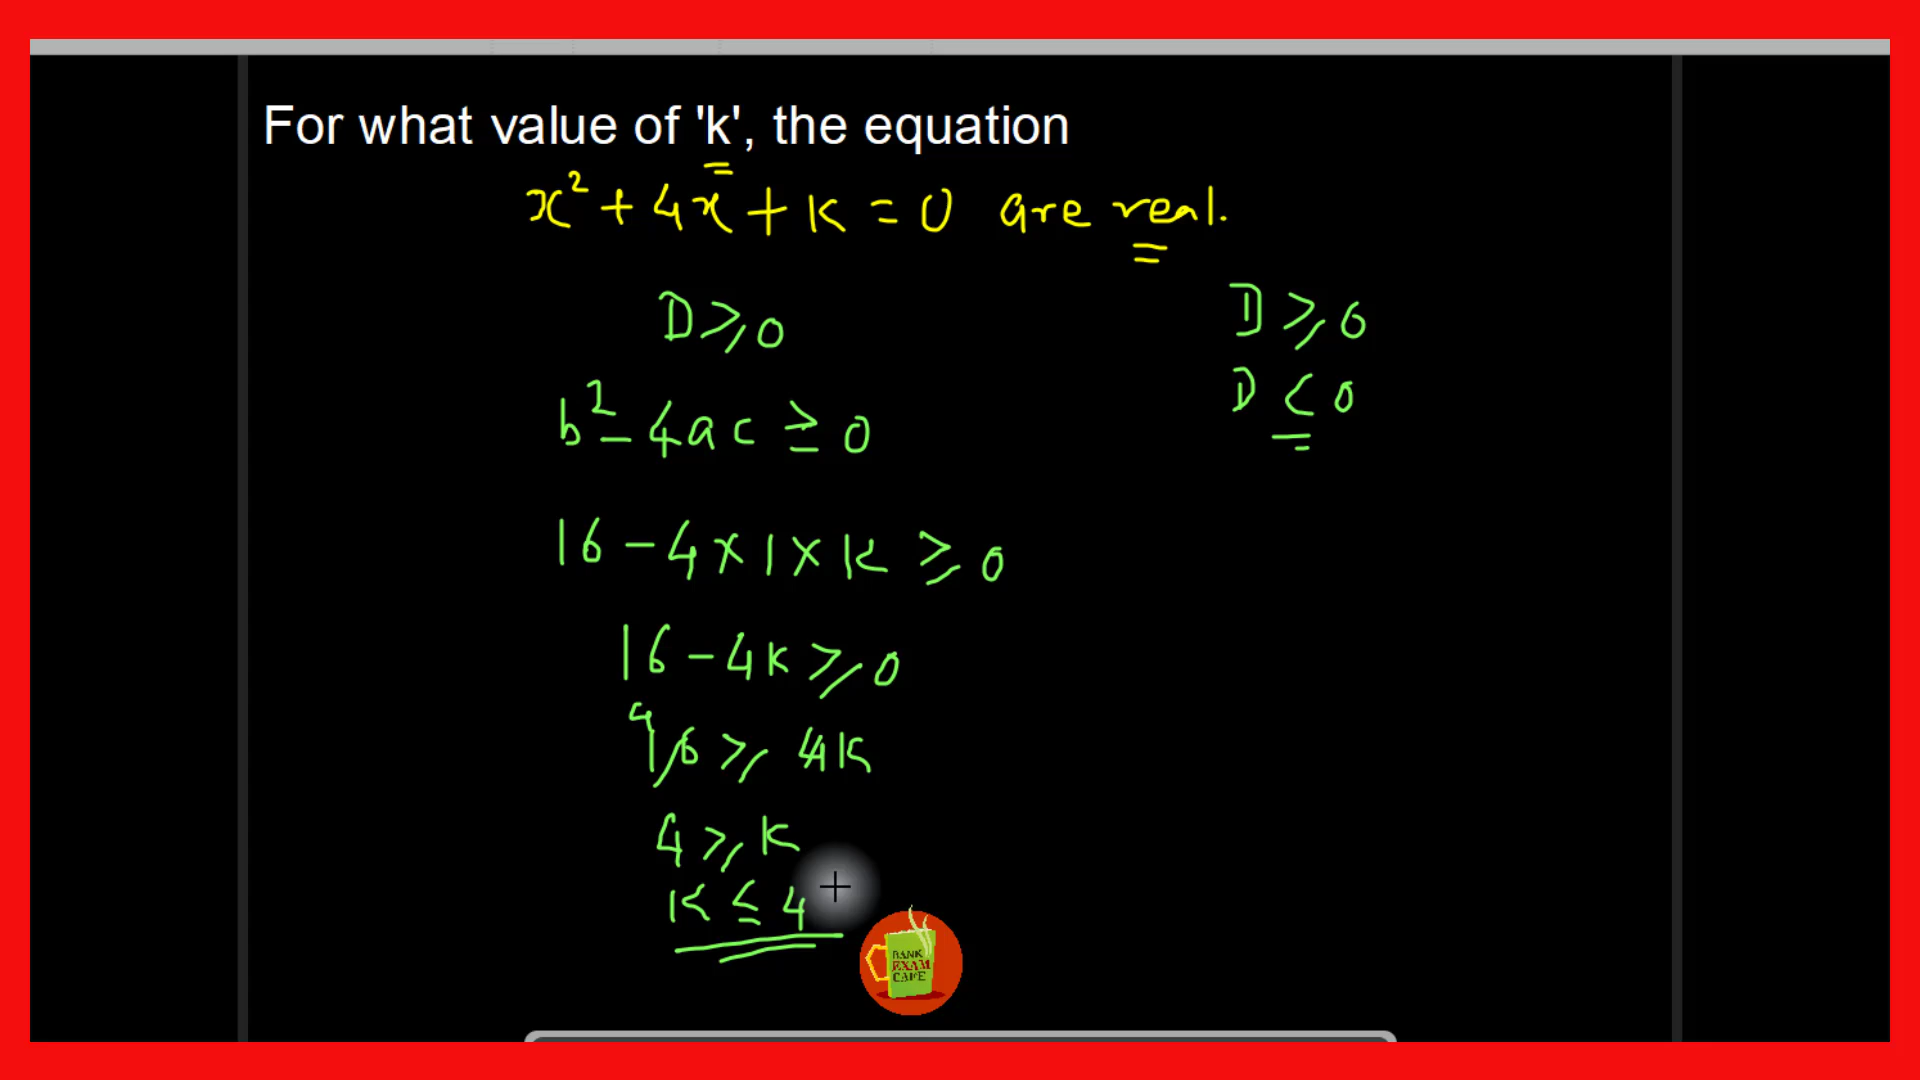 For what value of 'k', the equation
x² + 4x + k = 0 are real.
D ≥ 0
b² - 4ac ≥ 0
16 - 4 × 1 × k ≥ 0
16 - 4k ≥ 0
4
16 ≥ 4k
4 ≥ k
k ≤ 4
D ≥ 0
D < 0
BANK
EXAM
CAFE